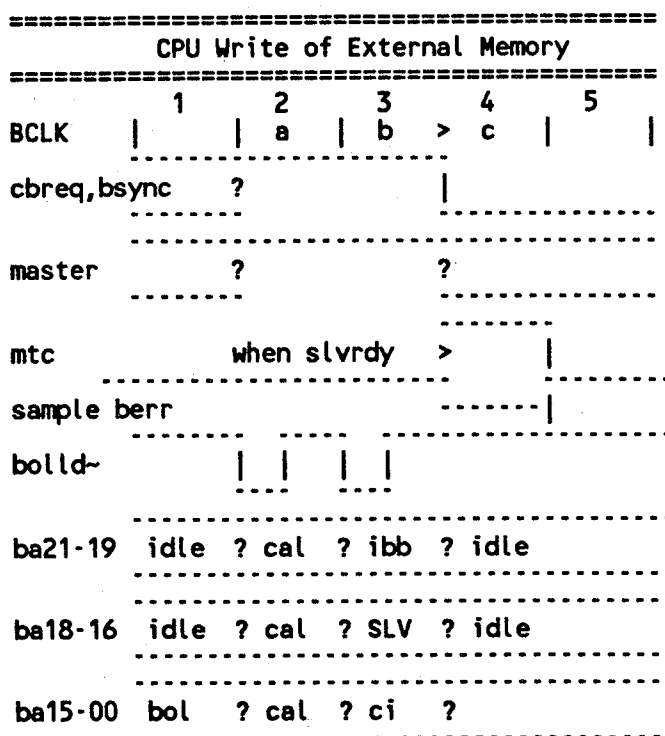 ==============================================
CPU Write of External Memory
==============================================
1 2 3 4 5
BCLK | | a | b > c | |
- - - - - - - - - - - - - - - - - - - -
cbreq,bsync ? |
- - - - - - - - - - - - - - - - - - - -
- - - - - - - - - - - - - - - - - - - -
master ? ?
- - - - - - - - - - - - - - - - - - - -
- - - - - - -
mtc when slvrdy > |
- - - - - - - - - - - - - - - - - - - -
sample berr - - - - - - -|
- - - - - - - - - - - - - - - - - - - -
bolld~ | | | |
- - - - - - - -
- - - - - - - - - - - - - - - - - - - -
ba21-19 idle ? cal ? ibb ? idle
- - - - - - - - - - - - - - - - - - - -
- - - - - - - - - - - - - - - - - - - -
ba18-16 idle ? cal ? SLV ? idle
- - - - - - - - - - - - - - - - - - - -
- - - - - - - - - - - - - - - - - - - -
ba15-00 bol ? cal ? ci ?
- - - - - - - - - - - - - - - - - - - -